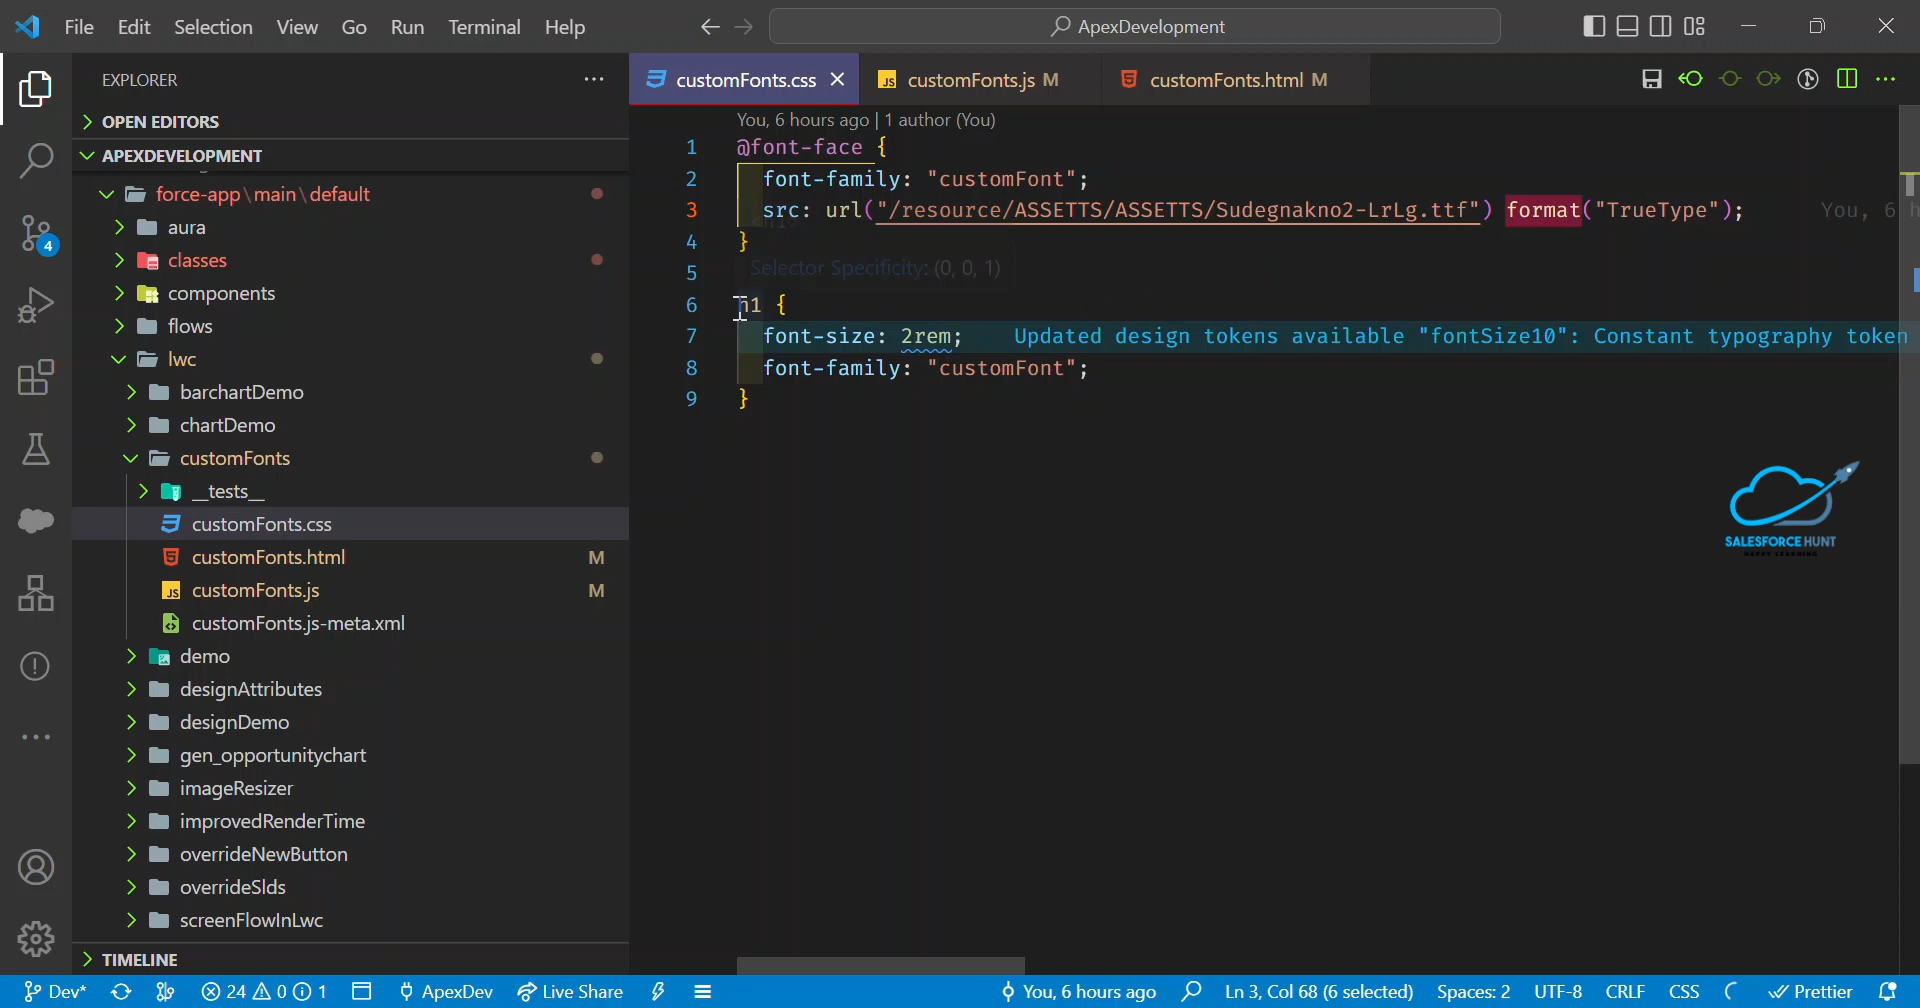 File Edit Selection View Go Run Terminal Help
ApexDevelopment
EXPLORER
OPEN EDITORS
APEXDEVELOPMENT
force-app\main\default
aura
classes
components
flows
lwc
barchartDemo
chartDemo
customFonts
__tests__
customFonts.css
customFonts.html M
customFonts.js M
customFonts.js-meta.xml
demo
designAttributes
designDemo
gen_opportunitychart
imageResizer
improvedRenderTime
overrideNewButton
overrideSlds
screenFlowInLwc
TIMELINE
4
customFonts.css customFonts.js M customFonts.html M
You, 6 hours ago | 1 author (You)
1 @font-face {
2 font-family: "customFont";
3 src: url("/resource/ASSETTS/ASSETTS/Sudegnakno2-LrLg.ttf") format("TrueType"); You, 6 h
4 }
Selector Specificity: (0, 0, 1)
5
6 h1 {
7 font-size: 2rem; Updated design tokens available "fontSize10": Constant typography token
8 font-family: "customFont";
9 }
SALESFORCE HUNT
HAPPY LEARNING
Dev* 24 0 1 ApexDev Live Share You, 6 hours ago Ln 3, Col 68 (6 selected) Spaces: 2 UTF-8 CRLF CSS Prettier